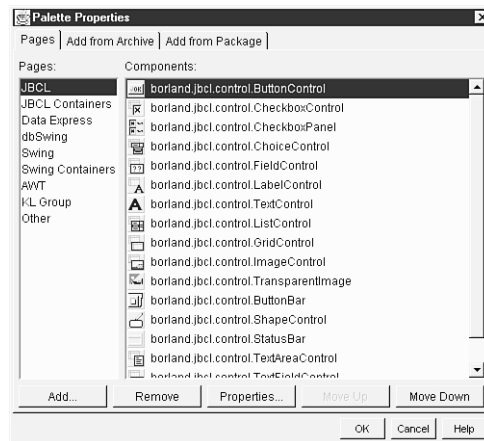 Palette Properties
Pages Add from Archive Add from Package
Pages:
JBCL
JBCL Containers
Data Express
dbSwing
Swing
Swing Containers
AWT
KL Group
Other
Components:
borland.jbcl.control.ButtonControl
borland.jbcl.control.CheckboxControl
borland.jbcl.control.CheckboxPanel
borland.jbcl.control.ChoiceControl
borland.jbcl.control.FieldControl
borland.jbcl.control.LabelControl
borland.jbcl.control.TextControl
borland.jbcl.control.ListControl
borland.jbcl.control.GridControl
borland.jbcl.control.ImageControl
borland.jbcl.control.TransparentImage
borland.jbcl.control.ButtonBar
borland.jbcl.control.ShapeControl
borland.jbcl.control.StatusBar
borland.jbcl.control.TextAreaControl
borland.jbcl.control.TextFieldControl
Add... Remove Properties... Move Up Move Down
OK Cancel Help